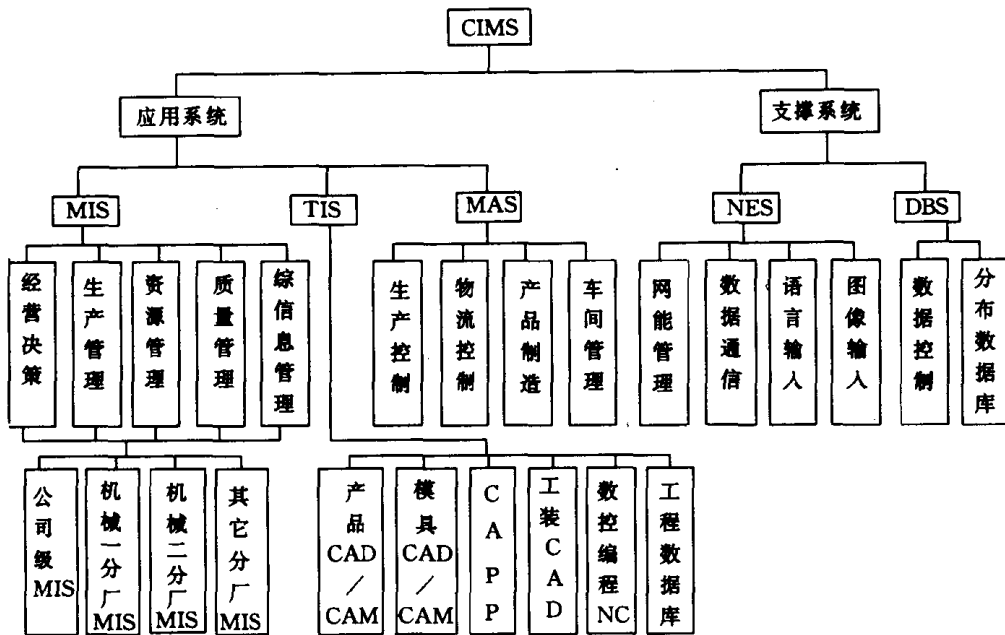 CIMS
应用系统
支撑系统
MIS
TIS
MAS
NES
DBS
经营决策
生产管理
资源管理
质量管理
综信息管理
生产控制
物流控制
产品制造
车间管理
网能管理
数据通信
语言输入
图像输入
数据控制
分布数据库
公司级MIS
机械一分厂MIS
机械二分厂MIS
其它分厂MIS
产品CAD/CAM
模具CAD/CAM
CAPP
工装CAD
数控编程NC
工程数据库